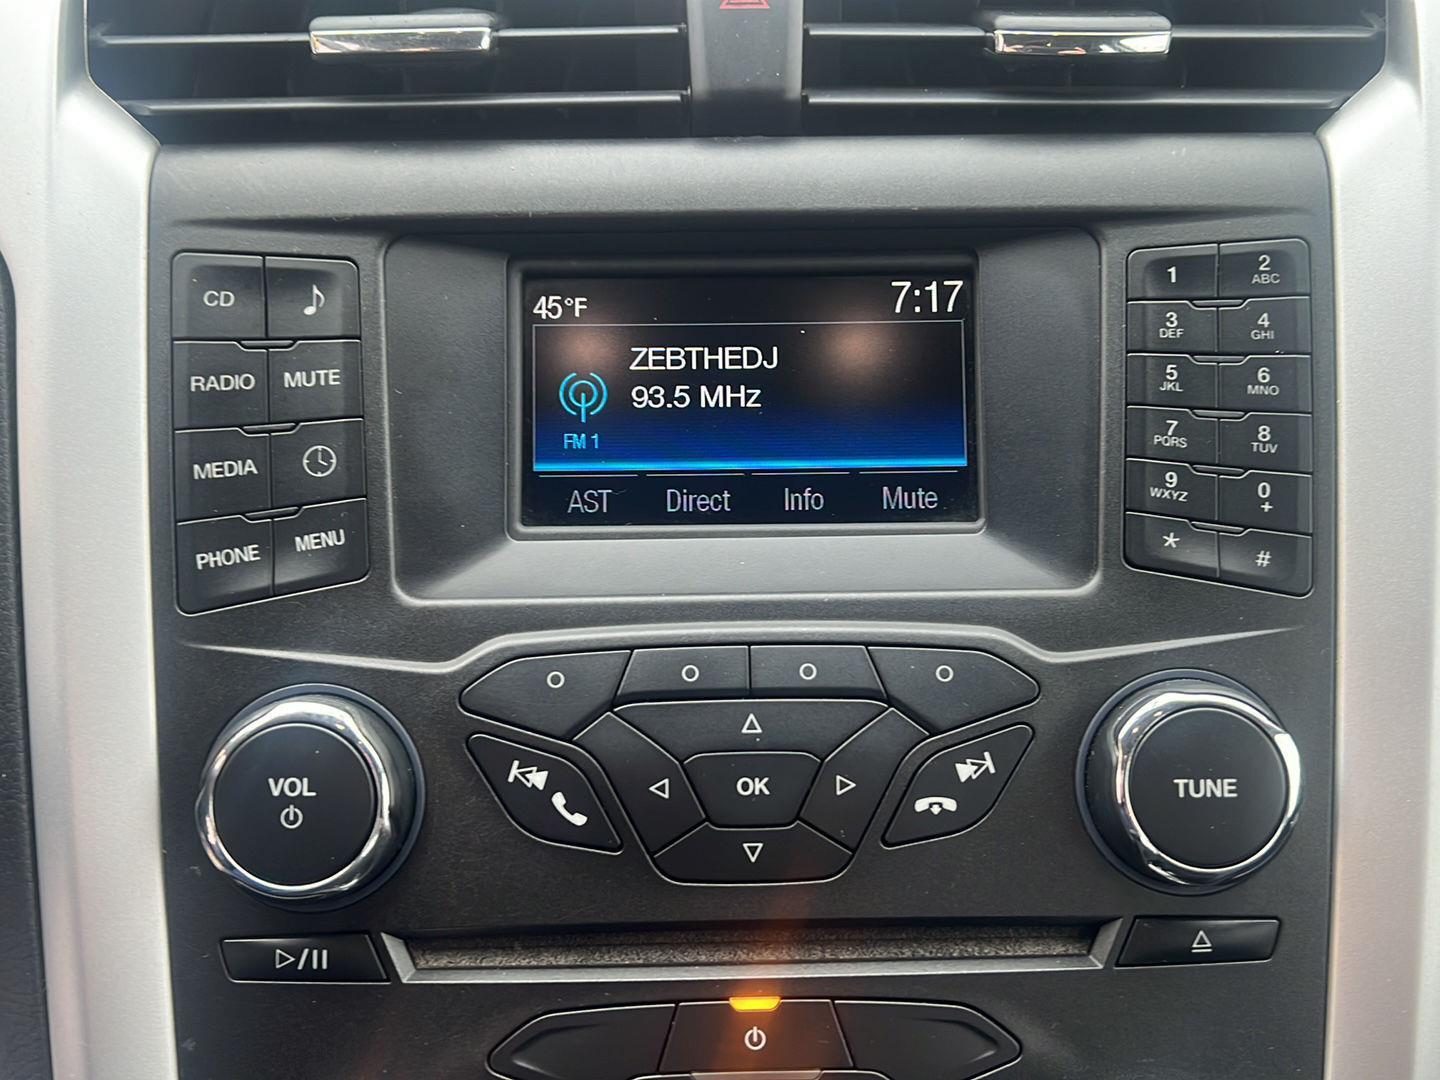 45°F
7:17
ZEBTHEDJ
93.5 MHz
FM 1
AST Direct Info Mute
CD
RADIO MUTE
MEDIA
PHONE MENU
1
2
ABC
3
DEF
4
GHI
5
JKL
6
MNO
7
PQRS
8
TUV
9
WXYZ
0
+
*
#
VOL
OK
TUNE